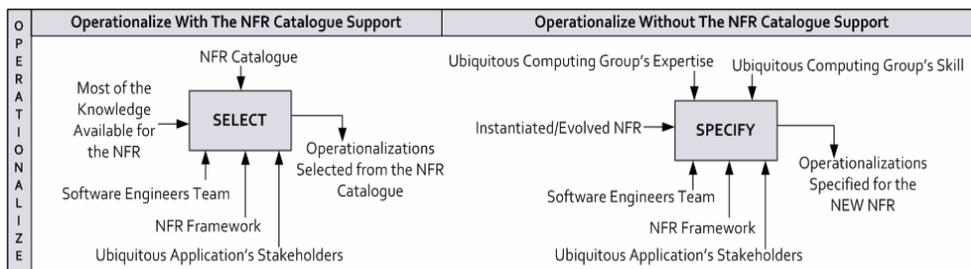 OPERATIONALIZE
Operationalize With The NFR Catalogue Support
NFR Catalogue
Most of the
Knowledge
Available for
the NFR
SELECT
Operationalizations
Selected from the NFR
Catalogue
Software Engineers Team
NFR Framework
Ubiquitous Application's Stakeholders
Operationalize Without The NFR Catalogue Support
Ubiquitous Computing Group's Expertise
Ubiquitous Computing Group's Skill
Instantiated/Evolved NFR
SPECIFY
Operationalizations
Specified for the
NEW NFR
Software Engineers Team
NFR Framework
Ubiquitous Application's Stakeholders